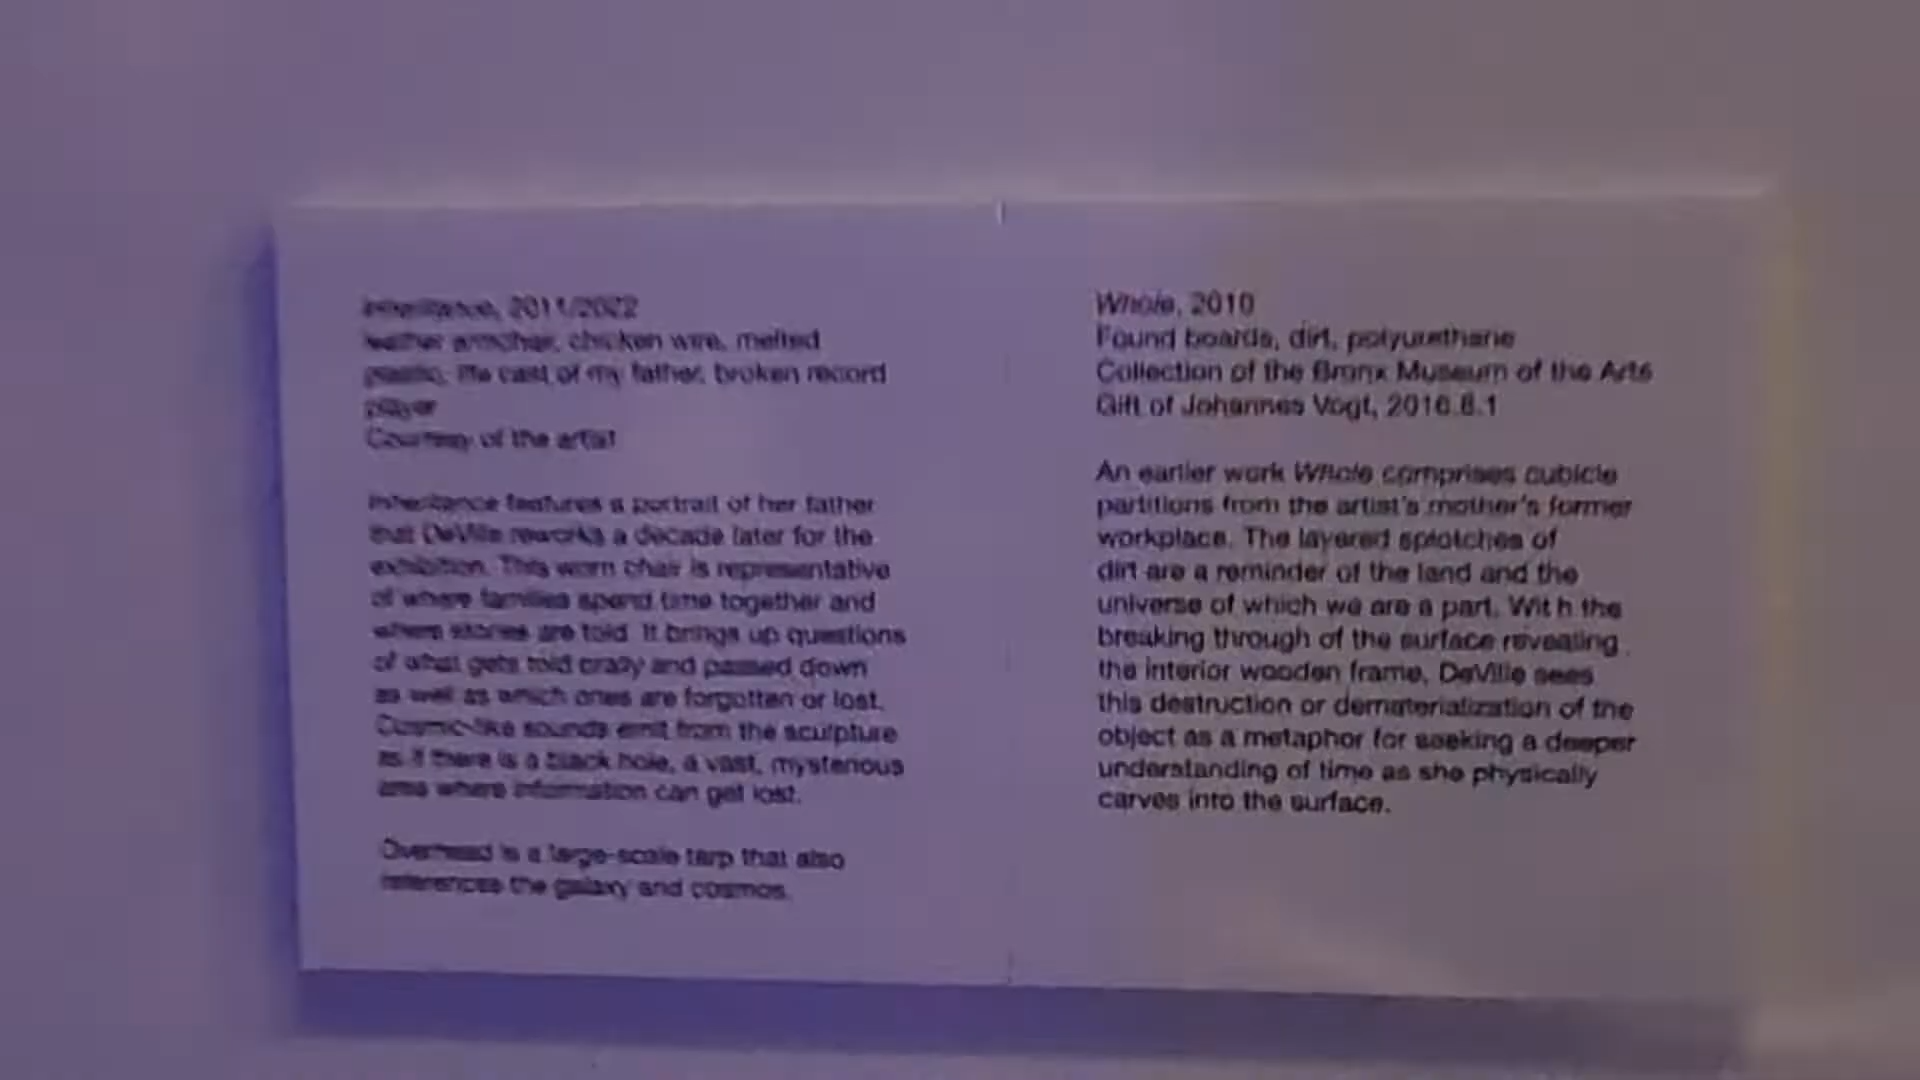 Inheritance, 2011/2022
leather armchair, chicken wire, melted
plastic, life cast of my father, broken record
player
Courtesy of the artist
Inheritance features a portrait of her father
that DeVille reworks a decade later for the
exhibition. This worn chair is representative
of where families spend time together and
where stories are told. It brings up questions
of what gets told orally and passed down
as well as which ones are forgotten or lost.
Cosmic-like sounds emit from the sculpture
as if there is a black hole, a vast, mysterious
area where information can get lost.
Overhead is a large-scale tarp that also
references the galaxy and cosmos.
Whole, 2010
Found boards, dirt, polyurethane
Collection of the Bronx Museum of the Arts
Gift of Johannes Vogt, 2016.8.1
An earlier work Whole comprises cubicle
partitions from the artist's mother's former
workplace. The layered splotches of
dirt are a reminder of the land and the
universe of which we are a part. Wit h the
breaking through of the surface revealing
the interior wooden frame, DeVille sees
this destruction or dematerialization of the
object as a metaphor for seeking a deeper
understanding of time as she physically
carves into the surface.